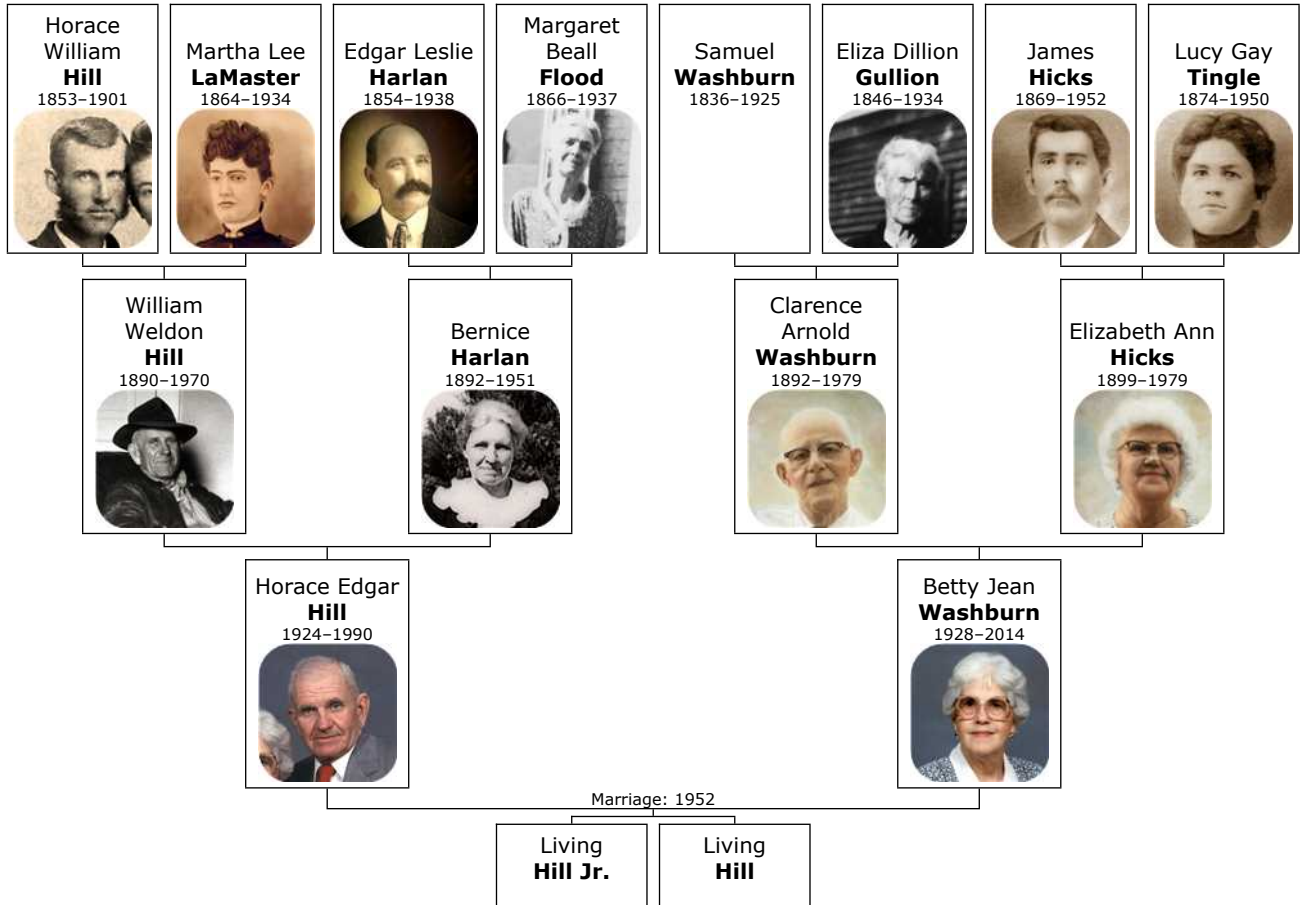 Horace
William
Hill
1853–1901
Martha Lee
LaMaster
1864–1934
Edgar Leslie
Harlan
1854–1938
Margaret
Beall
Flood
1866–1937
Samuel
Washburn
1836–1925
Eliza Dillion
Gullion
1846–1934
James
Hicks
1869–1952
Lucy Gay
Tingle
1874–1950
William
Weldon
Hill
1890–1970
Bernice
Harlan
1892–1951
Clarence
Arnold
Washburn
1892–1979
Elizabeth Ann
Hicks
1899–1979
Horace Edgar
Hill
1924–1990
Betty Jean
Washburn
1928–2014
Marriage: 1952
Living
Hill Jr.
Living
Hill